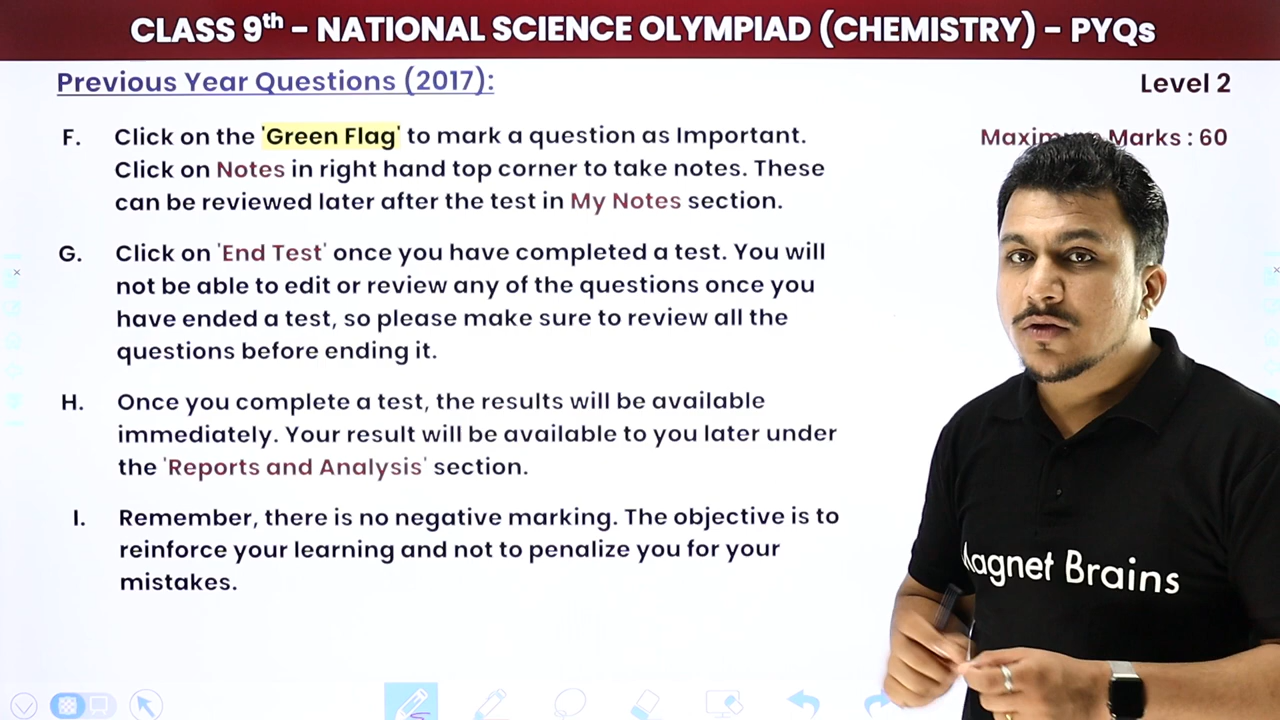 CLASS 9th – NATIONAL SCIENCE OLYMPIAD (CHEMISTRY) – PYQs
Previous Year Questions (2017):
Level 2
Maximum Marks : 60
F. Click on the 'Green Flag' to mark a question as Important.
Click on Notes in right hand top corner to take notes. These
can be reviewed later after the test in My Notes section.
G. Click on 'End Test' once you have completed a test. You will
not be able to edit or review any of the questions once you
have ended a test, so please make sure to review all the
questions before ending it.
H. Once you complete a test, the results will be available
immediately. Your result will be available to you later under
the 'Reports and Analysis' section.
I. Remember, there is no negative marking. The objective is to
reinforce your learning and not to penalize you for your
mistakes.
Magnet Brains